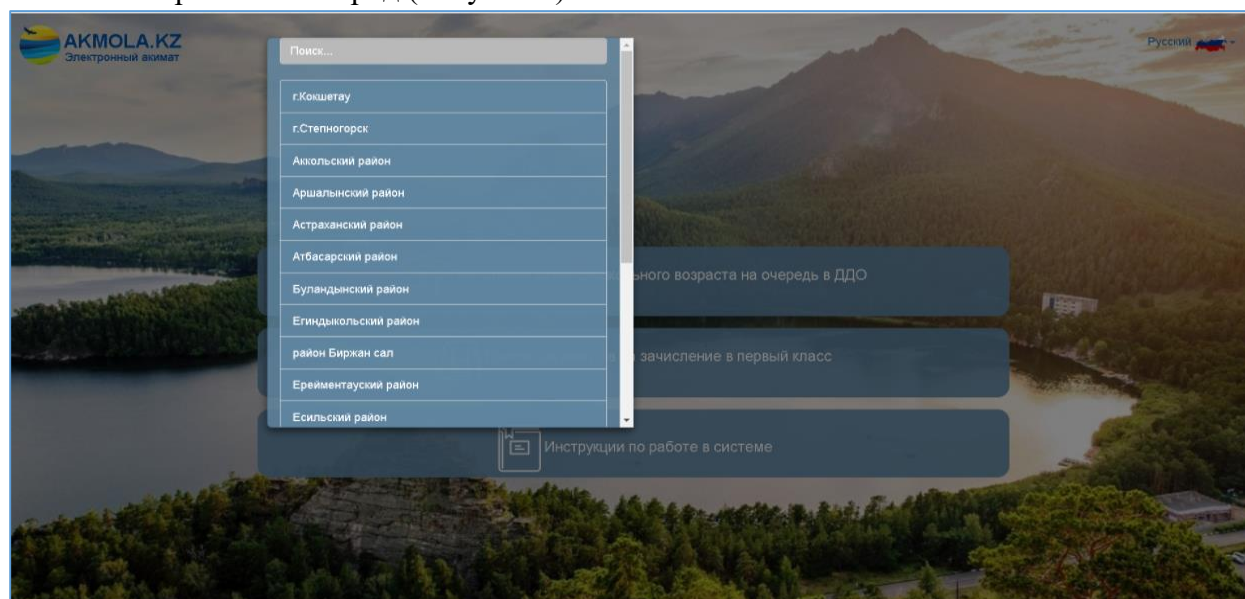 AKMOLA.KZ
Электронный акимат
Русский
Поиск...
г.Кокшетау
г.Степногорск
Аккольский район
Аршалынский район
Астраханский район
Атбасарский район
Буландынский район
Егиндыкольский район
район Биржан сал
Ерейментауский район
Есильский район
возраста на очередь в ДДО
зачисление в первый класс
Инструкции по работе в системе